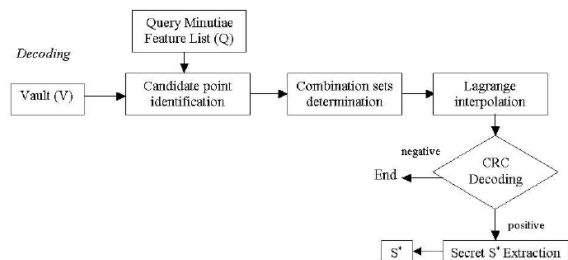 Query Minutiae
Feature List (Q)
Decoding
Vault (V)
Candidate point
identification
Combination sets
determination
Lagrange
interpolation
negative
CRC
Decoding
End
positive
S*
Secret S* Extraction